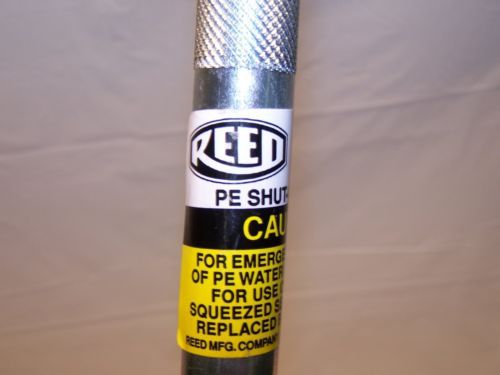 REED
PE SHUT-
CAU
FOR EMERGE
OF PE WATER
FOR USE
SQUEEZED S
REPLACED
REED MFG. COMPANY